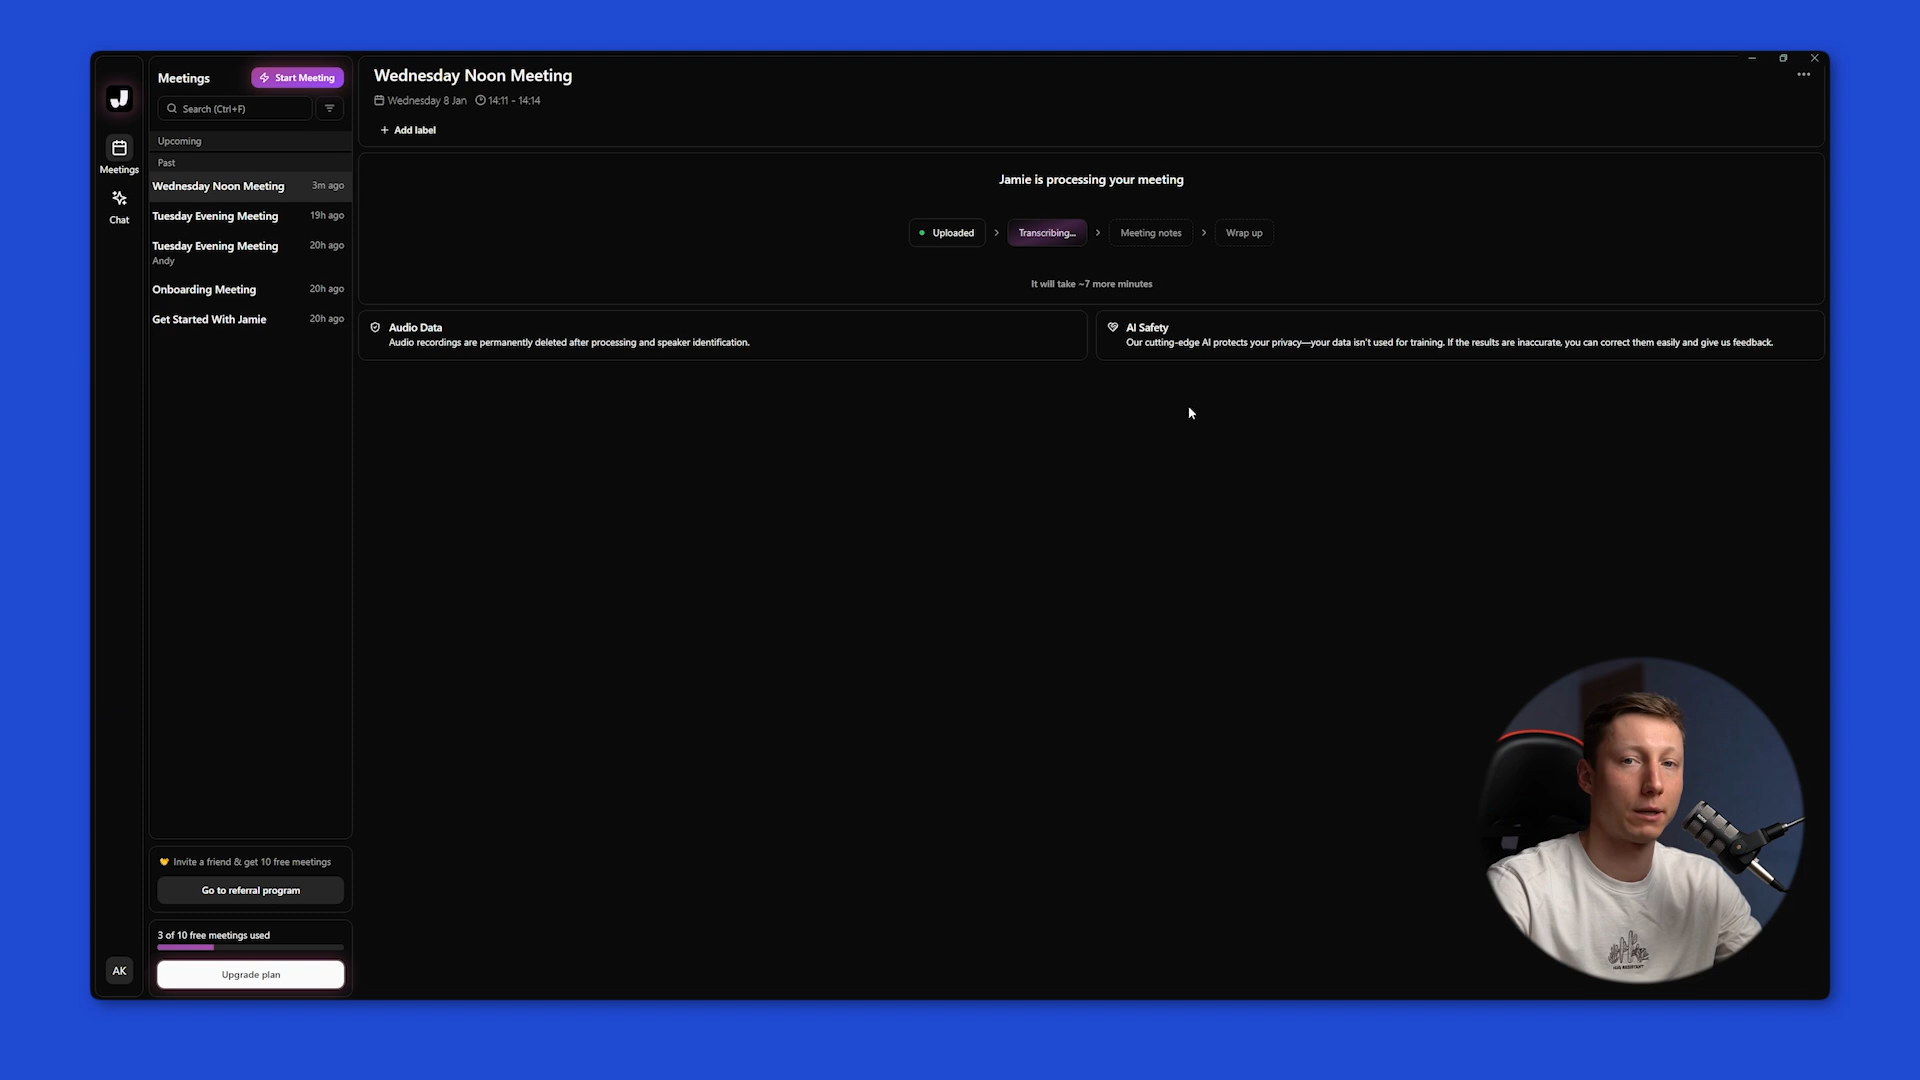 Meetings
Start Meeting
Search (Ctrl+F)
Upcoming
Past
Wednesday Noon Meeting 3m ago
Tuesday Evening Meeting 19h ago
Tuesday Evening Meeting 20h ago
Andy
Onboarding Meeting 20h ago
Get Started With Jamie 20h ago
Meetings
Chat
Invite a friend & get 10 free meetings
Go to referral program
3 of 10 free meetings used
Upgrade plan
AK
Wednesday Noon Meeting
Wednesday 8 Jan 14:11 - 14:14
+ Add label
Jamie is processing your meeting
Uploaded > Transcribing... > Meeting notes > Wrap up
It will take ~7 more minutes
Audio Data
Audio recordings are permanently deleted after processing and speaker identification.
AI Safety
Our cutting-edge AI protects your privacy—your data isn't used for training. If the results are inaccurate, you can correct them easily and give us feedback.